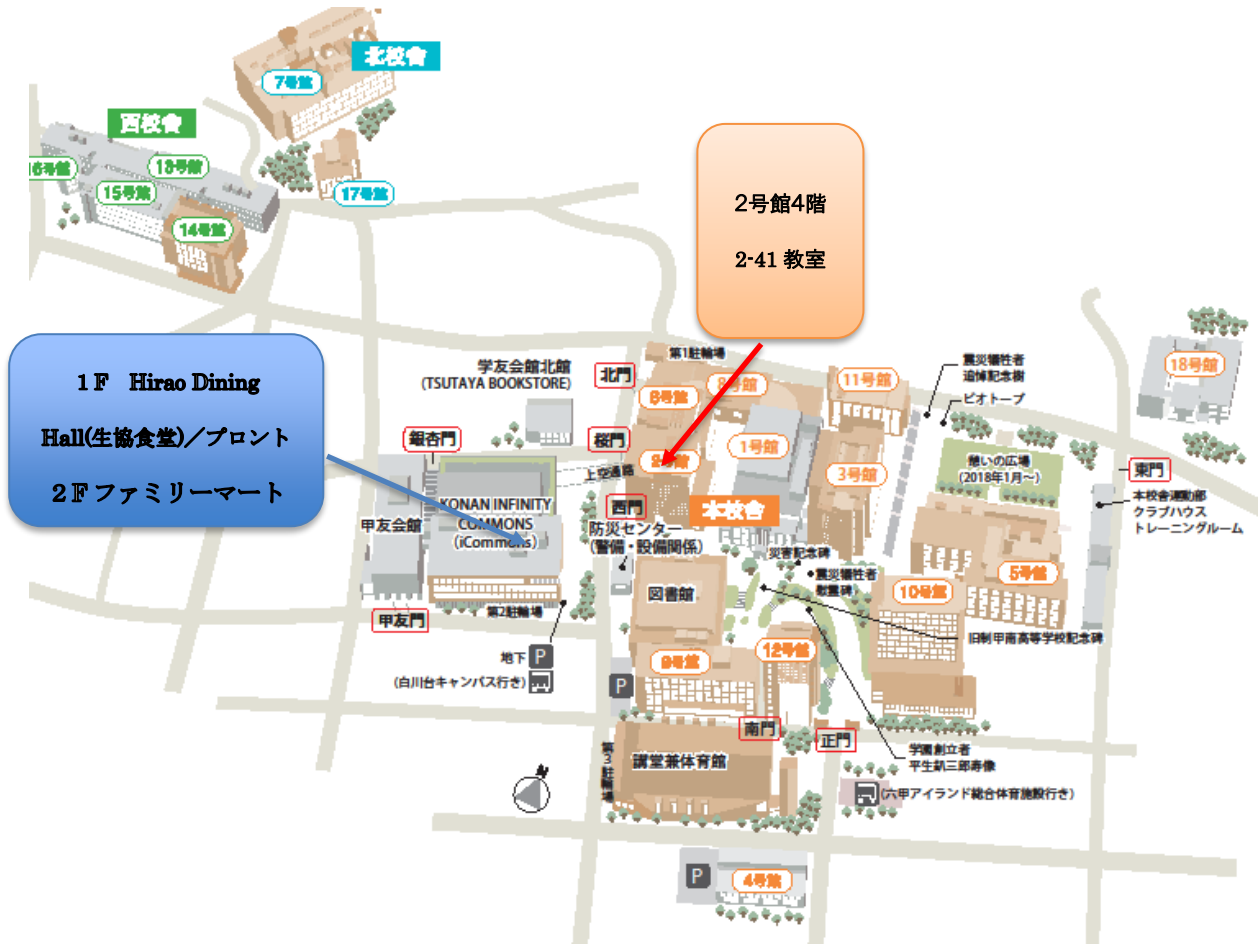 北校舎
7号館
西校舎
16号館
13号館
15号館
17号館
14号館
2号館4階
2-41 教室
1F Hirao Dining
Hall(生協食堂)／プロント
2F ファミリーマート
学友会館北館
(TSUTAYA BOOKSTORE)
北門
第1駐輪場
6号館
8号館
11号館
震災犠牲者
追悼記念樹
ビオトープ
18号館
銀杏門
桜門
2号館
1号館
3号館
憩いの広場
(2018年1月～)
東門
上空通路
甲友会館
KONAN INFINITY
COMMONS
(iCommons)
西門
本校舎
本校舎運動部
クラブハウス
トレーニングルーム
防災センター
(警備・設備関係)
災害記念碑
震災犠牲者
慰霊碑
5号館
10号館
図書館
甲友門
第2駐輪場
旧制甲南高等学校記念碑
地下 P
(白川台キャンパス行き)
9号館
12号館
P
南門
正門
学園創立者
平生釟三郎寿像
第3駐輪場
講堂兼体育館
N
(六甲アイランド総合体育施設行き)
P
4号館